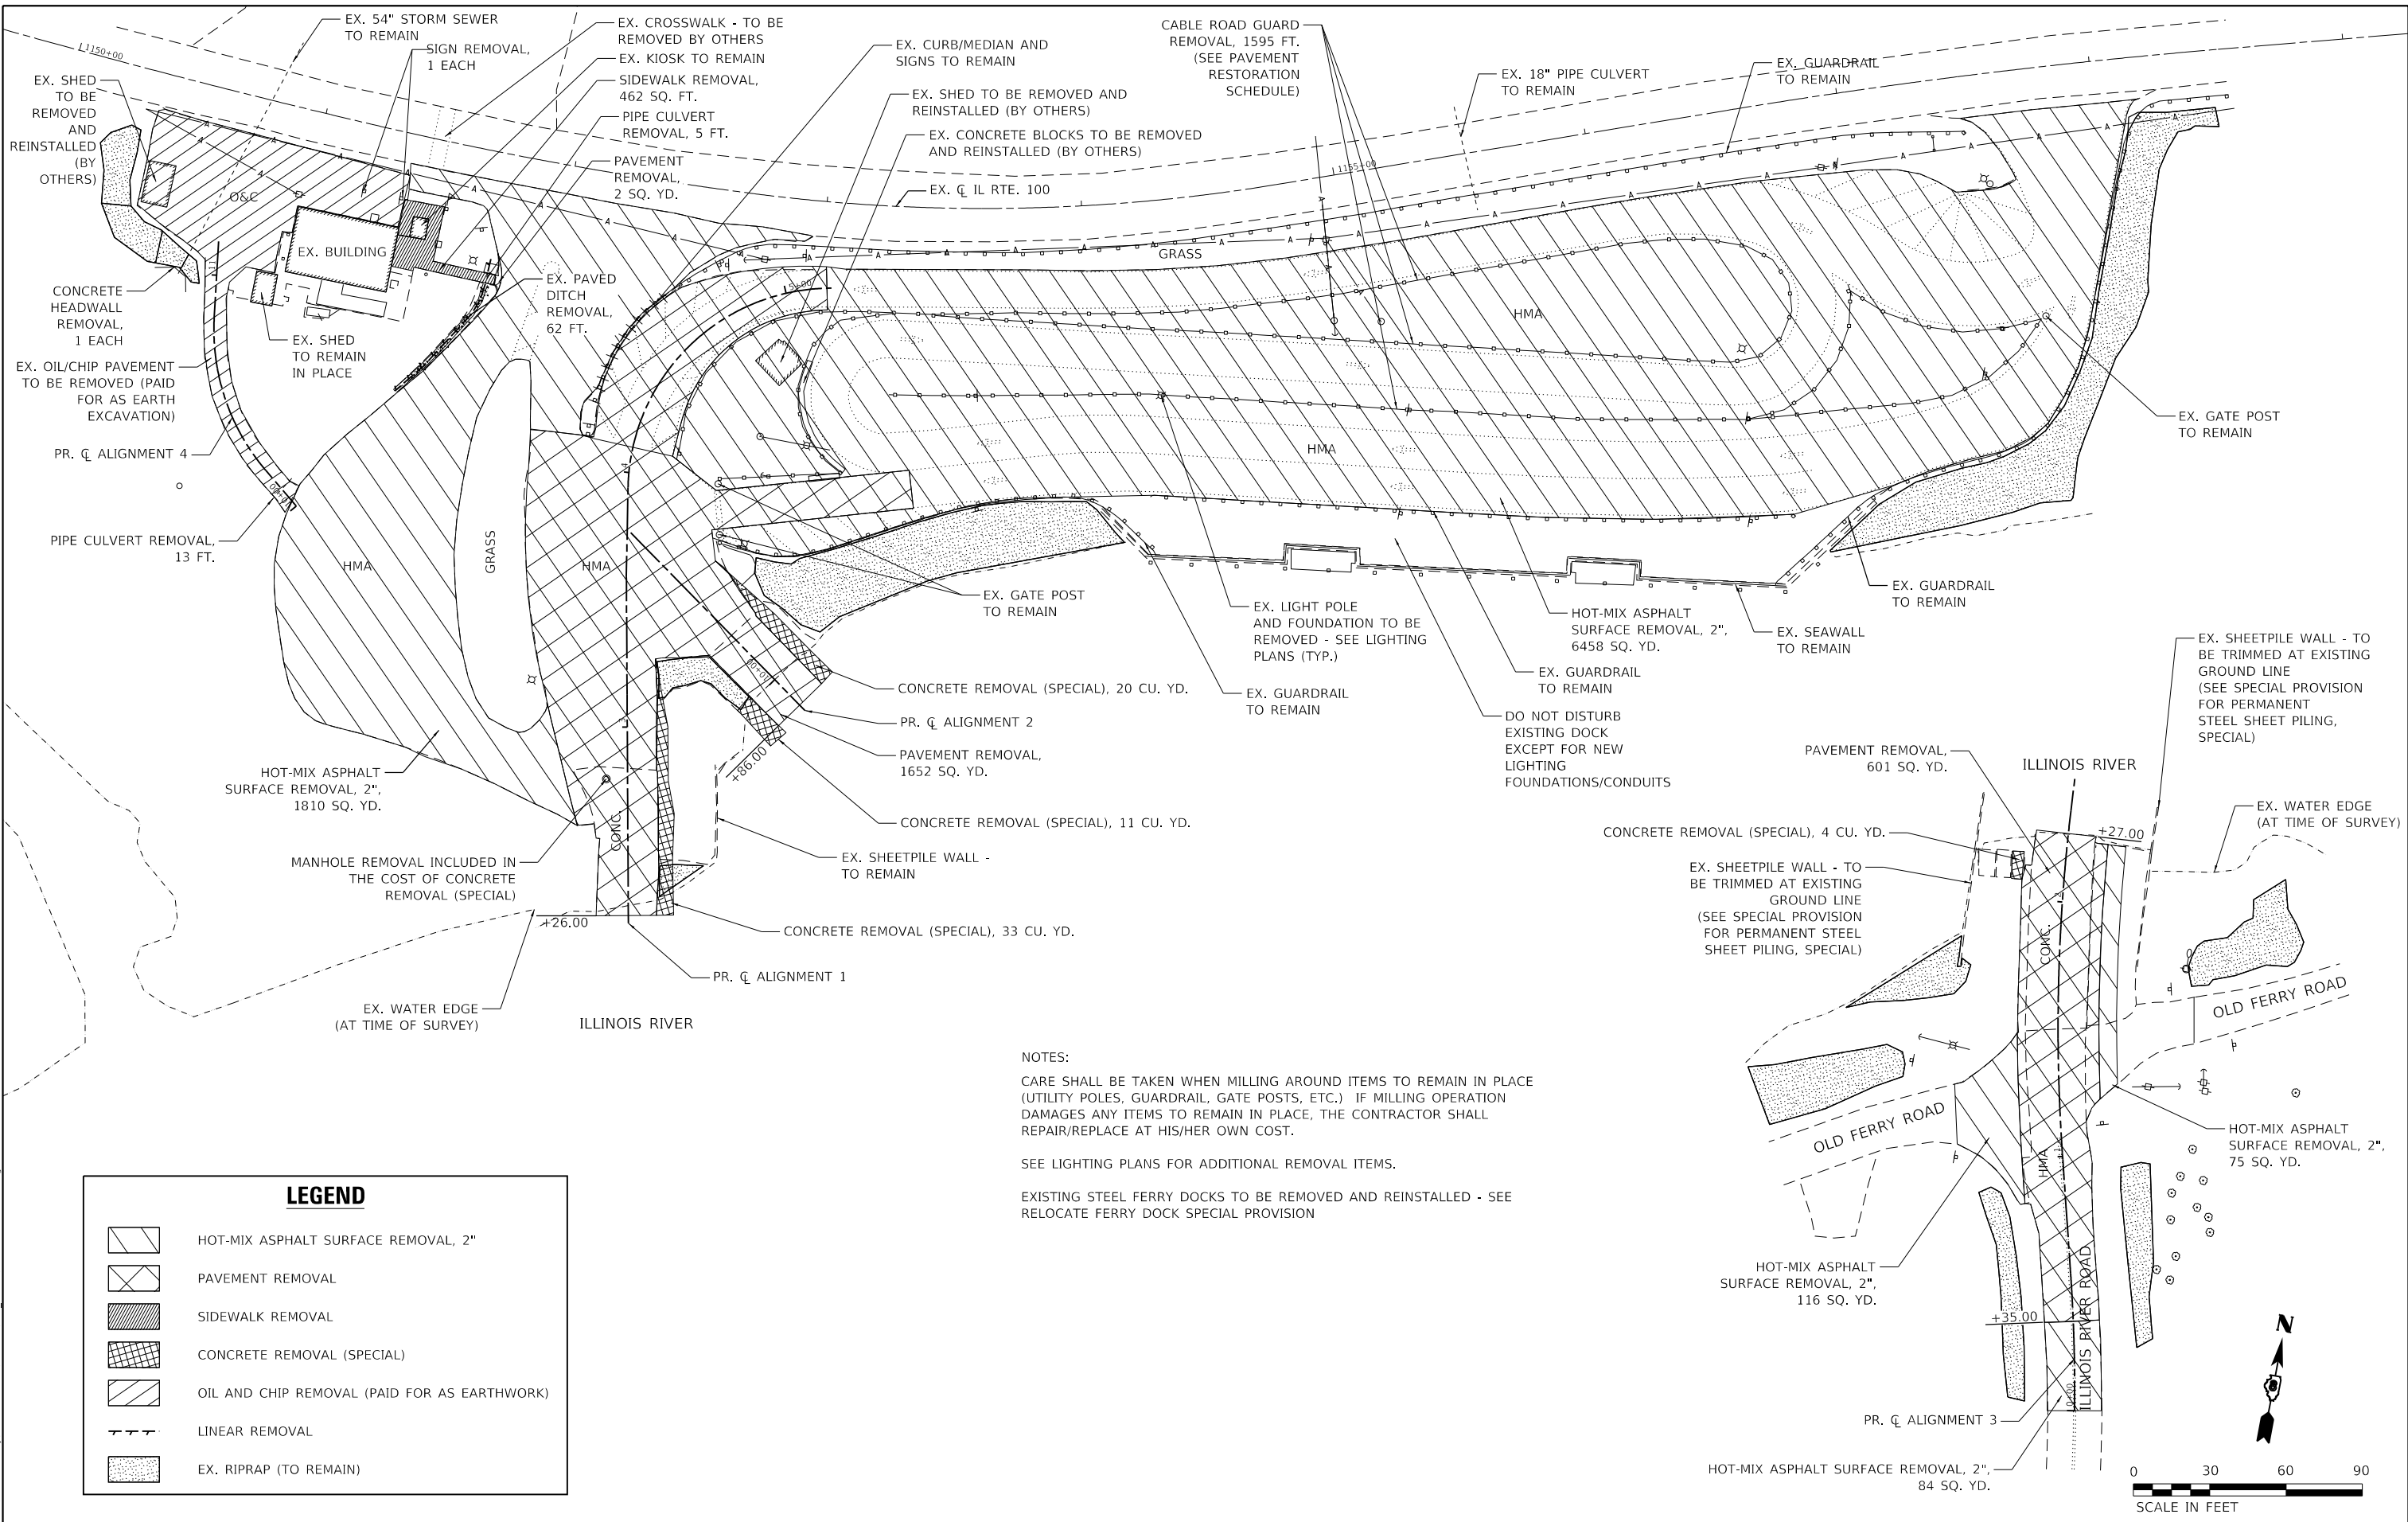 1150+00
EX. 54" STORM SEWER
TO REMAIN
SIGN REMOVAL,
1 EACH
EX. CROSSWALK - TO BE
REMOVED BY OTHERS
EX. KIOSK TO REMAIN
SIDEWALK REMOVAL,
462 SQ. FT.
PIPE CULVERT
REMOVAL, 5 FT.
PAVEMENT
REMOVAL,
2 SQ. YD.
EX. SHED
TO BE
REMOVED
AND
REINSTALLED
(BY
OTHERS)
EX. CURB/MEDIAN AND
SIGNS TO REMAIN
EX. SHED TO BE REMOVED AND
REINSTALLED (BY OTHERS)
EX. CONCRETE BLOCKS TO BE REMOVED
AND REINSTALLED (BY OTHERS)
EX. ℄ IL RTE. 100
CABLE ROAD GUARD
REMOVAL, 1595 FT.
(SEE PAVEMENT
RESTORATION
SCHEDULE)
EX. 18" PIPE CULVERT
TO REMAIN
EX. GUARDRAIL
TO REMAIN
1155+00
O&C
EX. BUILDING
GRASS
HMA
HMA
5+00
CONCRETE
HEADWALL
REMOVAL,
1 EACH
EX. PAVED
DITCH
REMOVAL,
62 FT.
EX. SHED
TO REMAIN
IN PLACE
EX. OIL/CHIP PAVEMENT
TO BE REMOVED (PAID
FOR AS EARTH
EXCAVATION)
PR. ℄ ALIGNMENT 4
PIPE CULVERT REMOVAL,
13 FT.
HMA
GRASS
HMA
EX. GATE POST
TO REMAIN
EX. GATE POST
TO REMAIN
EX. LIGHT POLE
AND FOUNDATION TO BE
REMOVED - SEE LIGHTING
PLANS (TYP.)
EX. GUARDRAIL
TO REMAIN
HOT-MIX ASPHALT
SURFACE REMOVAL, 2",
6458 SQ. YD.
EX. GUARDRAIL
TO REMAIN
EX. SEAWALL
TO REMAIN
EX. GUARDRAIL
TO REMAIN
DO NOT DISTURB
EXISTING DOCK
EXCEPT FOR NEW
LIGHTING
FOUNDATIONS/CONDUITS
CONCRETE REMOVAL (SPECIAL), 20 CU. YD.
PR. ℄ ALIGNMENT 2
PAVEMENT REMOVAL,
1652 SQ. YD.
+86.00
HOT-MIX ASPHALT
SURFACE REMOVAL, 2",
1810 SQ. YD.
CONCRETE REMOVAL (SPECIAL), 11 CU. YD.
CONC.
MANHOLE REMOVAL INCLUDED IN
THE COST OF CONCRETE
REMOVAL (SPECIAL)
EX. SHEETPILE WALL -
TO REMAIN
+26.00
CONCRETE REMOVAL (SPECIAL), 33 CU. YD.
PR. ℄ ALIGNMENT 1
EX. WATER EDGE
(AT TIME OF SURVEY)
ILLINOIS RIVER
EX. SHEETPILE WALL - TO
BE TRIMMED AT EXISTING
GROUND LINE
(SEE SPECIAL PROVISION
FOR PERMANENT
STEEL SHEET PILING,
SPECIAL)
PAVEMENT REMOVAL,
601 SQ. YD.
ILLINOIS RIVER
EX. WATER EDGE
(AT TIME OF SURVEY)
+27.00
CONCRETE REMOVAL (SPECIAL), 4 CU. YD.
EX. SHEETPILE WALL - TO
BE TRIMMED AT EXISTING
GROUND LINE
(SEE SPECIAL PROVISION
FOR PERMANENT STEEL
SHEET PILING, SPECIAL)
CONC.
OLD FERRY ROAD
OLD FERRY ROAD
HMA
HOT-MIX ASPHALT
SURFACE REMOVAL, 2",
75 SQ. YD.
HOT-MIX ASPHALT
SURFACE REMOVAL, 2",
116 SQ. YD.
+35.00
ILLINOIS RIVER ROAD
PR. ℄ ALIGNMENT 3
HOT-MIX ASPHALT SURFACE REMOVAL, 2",
84 SQ. YD.
NOTES:
CARE SHALL BE TAKEN WHEN MILLING AROUND ITEMS TO REMAIN IN PLACE
(UTILITY POLES, GUARDRAIL, GATE POSTS, ETC.) IF MILLING OPERATION
DAMAGES ANY ITEMS TO REMAIN IN PLACE, THE CONTRACTOR SHALL
REPAIR/REPLACE AT HIS/HER OWN COST.
SEE LIGHTING PLANS FOR ADDITIONAL REMOVAL ITEMS.
EXISTING STEEL FERRY DOCKS TO BE REMOVED AND REINSTALLED - SEE
RELOCATE FERRY DOCK SPECIAL PROVISION
LEGEND
HOT-MIX ASPHALT SURFACE REMOVAL, 2"
PAVEMENT REMOVAL
SIDEWALK REMOVAL
CONCRETE REMOVAL (SPECIAL)
OIL AND CHIP REMOVAL (PAID FOR AS EARTHWORK)
LINEAR REMOVAL
EX. RIPRAP (TO REMAIN)
N
0 30 60 90
SCALE IN FEET